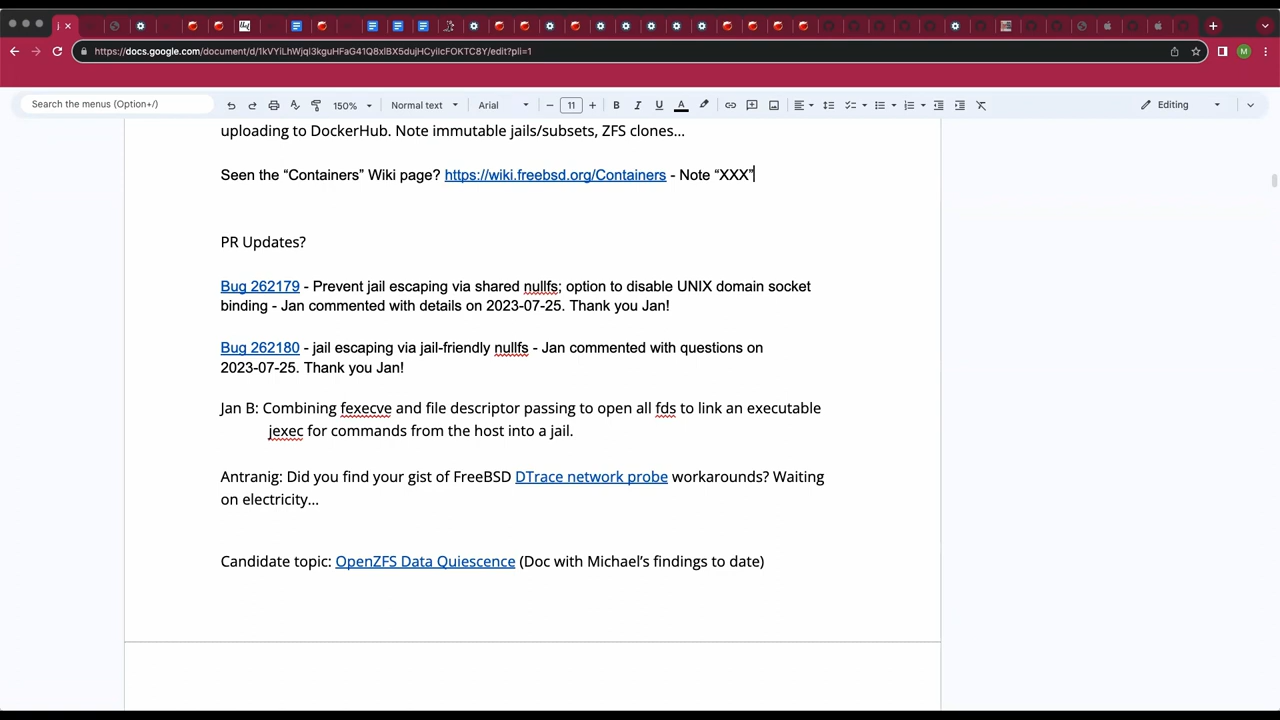 https://docs.google.com/document/d/1kVYiLhWjql3kguHFaG41Q8xlBX5dujHCyilcFOKTC8Y/edit?pli=1
M
Search the menus (Option+/)
150%
Normal text
Arial
11
B
I
U
A
Editing
uploading to DockerHub. Note immutable jails/subsets, ZFS clones…
Seen the “Containers” Wiki page? https://wiki.freebsd.org/Containers - Note “XXX”
PR Updates?
Bug 262179 - Prevent jail escaping via shared nullfs; option to disable UNIX domain socket
binding - Jan commented with details on 2023-07-25. Thank you Jan!
Bug 262180 - jail escaping via jail-friendly nullfs - Jan commented with questions on
2023-07-25. Thank you Jan!
Jan B: Combining fexecve and file descriptor passing to open all fds to link an executable
jexec for commands from the host into a jail.
Antranig: Did you find your gist of FreeBSD DTrace network probe workarounds? Waiting
on electricity…
Candidate topic: OpenZFS Data Quiescence (Doc with Michael’s findings to date)